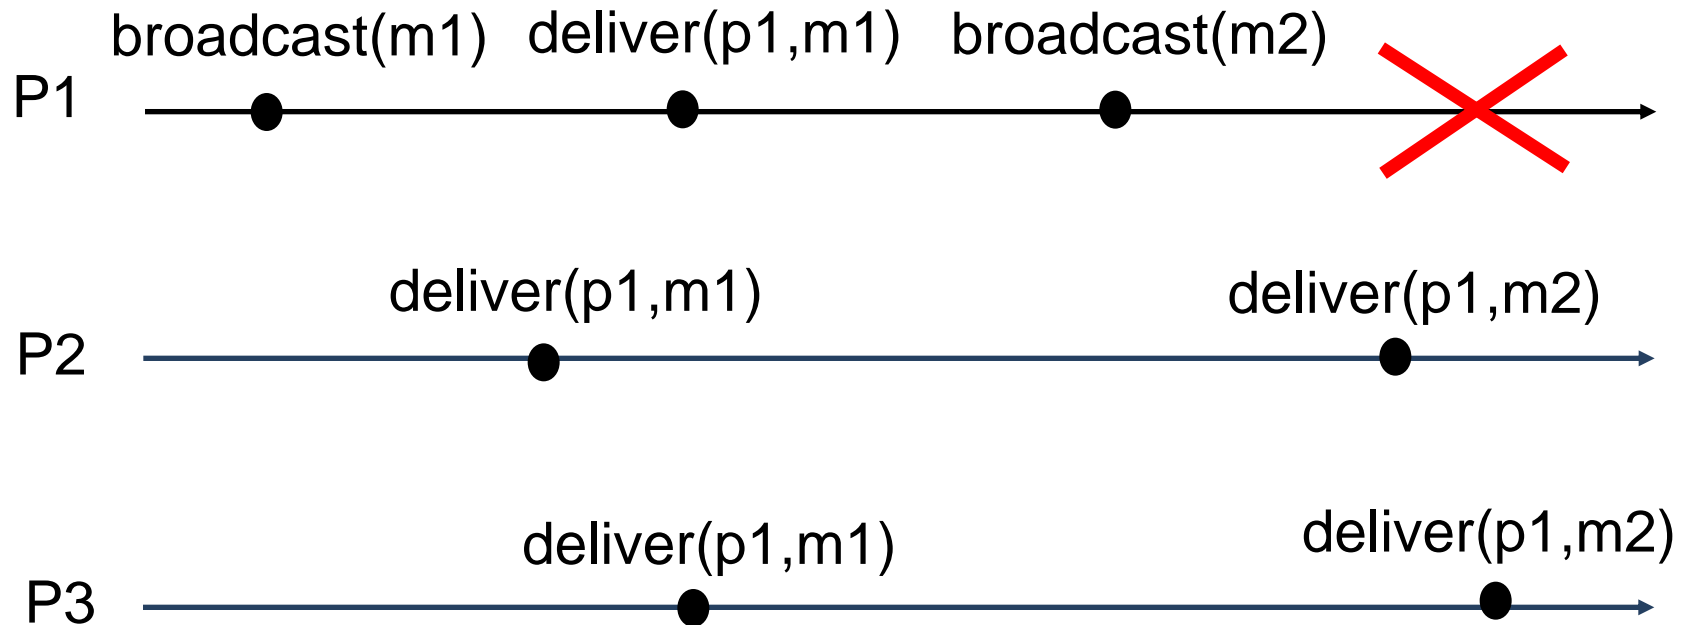 broadcast(m1) deliver(p1,m1) broadcast(m2)
P1
deliver(p1,m1) deliver(p1,m2)
P2
deliver(p1,m1) deliver(p1,m2)
P3